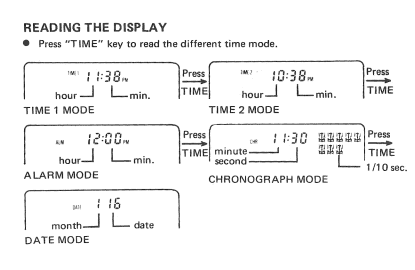 READING THE DISPLAY
● Press "TIME" key to read the different time mode.
TIME 1 11:38 PM
hour min.
TIME 1 MODE
Press
TIME
TIME 2 10:38 PM
hour min.
TIME 2 MODE
Press
TIME
ALM 12:00 PM
hour min.
ALARM MODE
Press
TIME
CHR 11:30
minute
second
1/10 sec.
CHRONOGRAPH MODE
Press
TIME
DATE 1 16
month date
DATE MODE